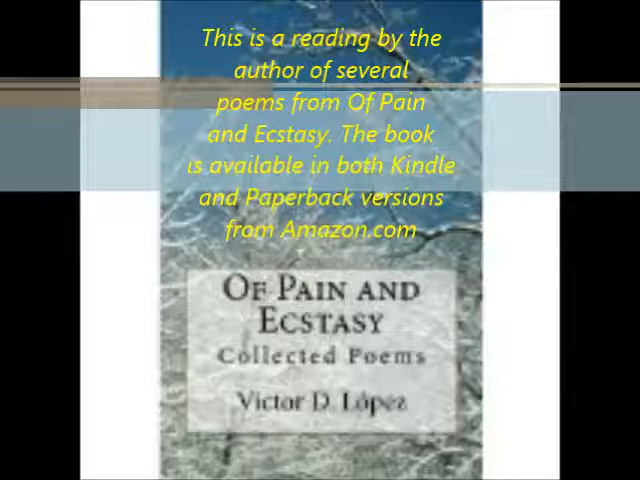 This is a reading by the
author of several
poems from Of Pain
and Ecstasy. The book
is available in both Kindle
and Paperback versions
from Amazon.com
Of Pain and
Ecstasy
Collected Poems
Victor D. López